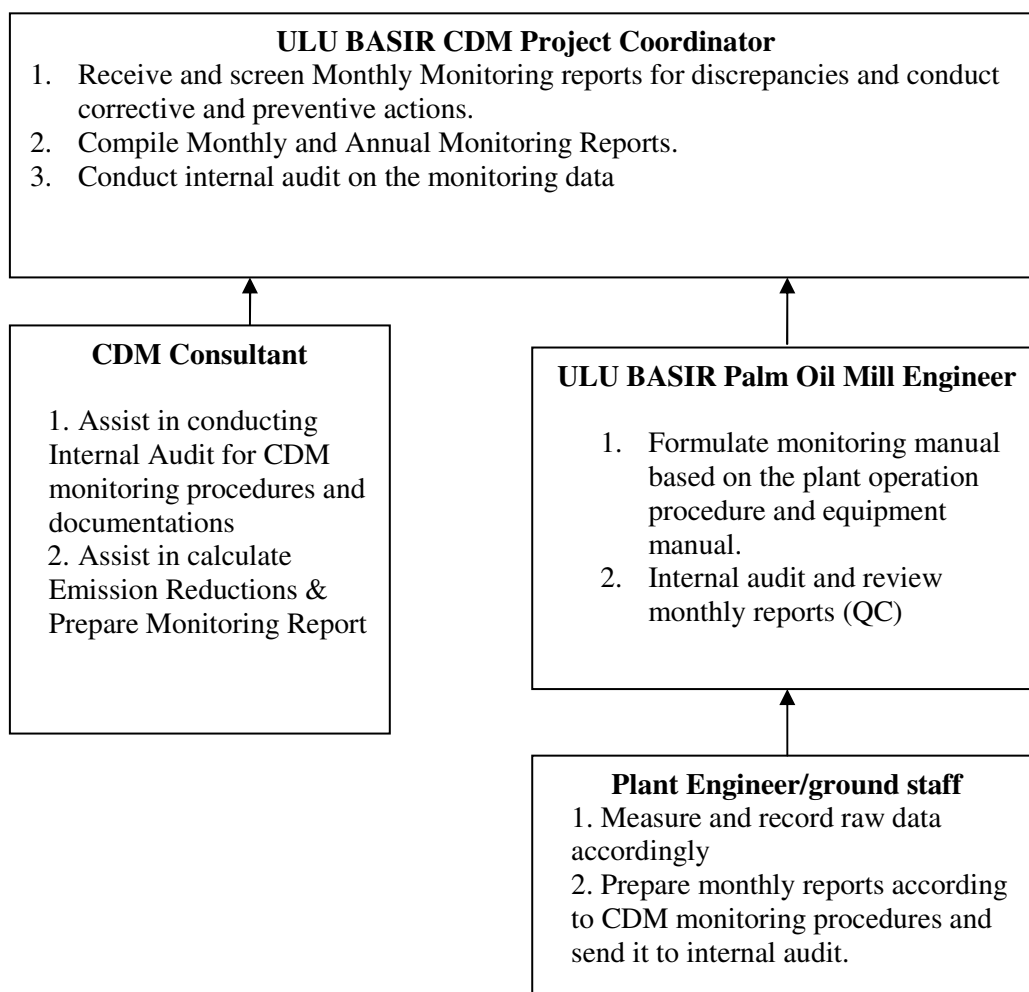 ULU BASIR CDM Project Coordinator
1. Receive and screen Monthly Monitoring reports for discrepancies and conduct
corrective and preventive actions.
2. Compile Monthly and Annual Monitoring Reports.
3. Conduct internal audit on the monitoring data
CDM Consultant
1. Assist in conducting
Internal Audit for CDM
monitoring procedures and
documentations
2. Assist in calculate
Emission Reductions &
Prepare Monitoring Report
ULU BASIR Palm Oil Mill Engineer
1. Formulate monitoring manual
based on the plant operation
procedure and equipment
manual.
2. Internal audit and review
monthly reports (QC)
Plant Engineer/ground staff
1. Measure and record raw data
accordingly
2. Prepare monthly reports according
to CDM monitoring procedures and
send it to internal audit.